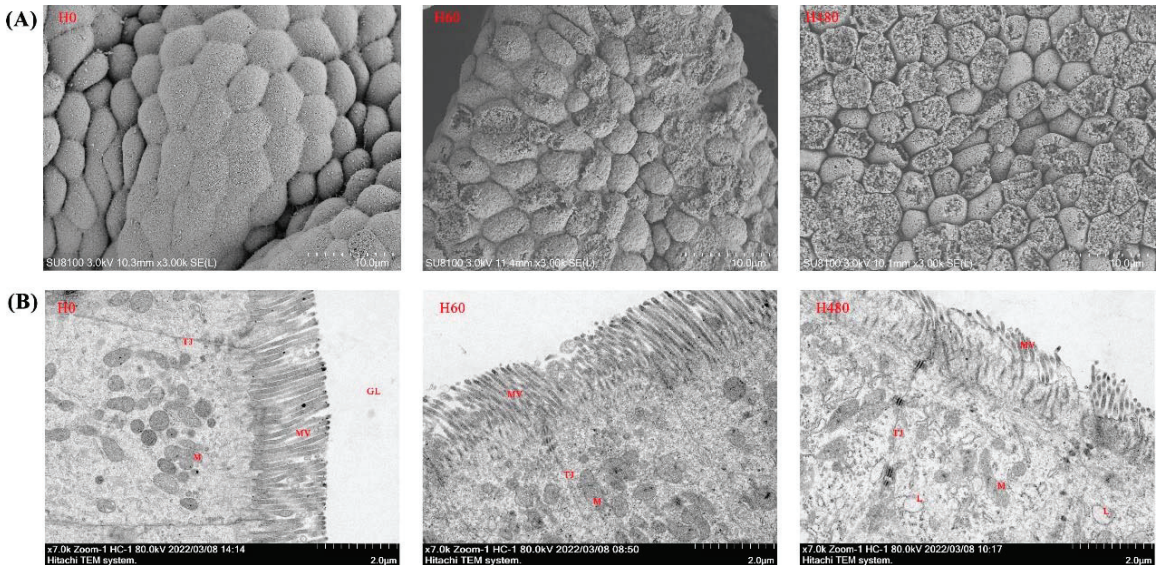 (A)
H0
H60
H480
SU8100 3.0kV 10.3mm x3.00k SE(L)
10.0μm
SU8100 3.0kV 11.4mm x3.00k SE(L)
10.0μm
SU8100 3.0kV 10.1mm x3.00k SE(L)
10.0μm
(B)
H0
TJ
GL
MV
M
x7.0k Zoom-1 HC-1 80.0kV 2022/03/08 14:14
Hitachi TEM system.
2.0μm
H60
MV
TJ
M
x7.0k Zoom-1 HC-1 80.0kV 2022/03/08 08:50
Hitachi TEM system.
2.0μm
H480
MV
TJ
M
L
L
x7.0k Zoom-1 HC-1 80.0kV 2022/03/08 10:17
Hitachi TEM system.
2.0μm